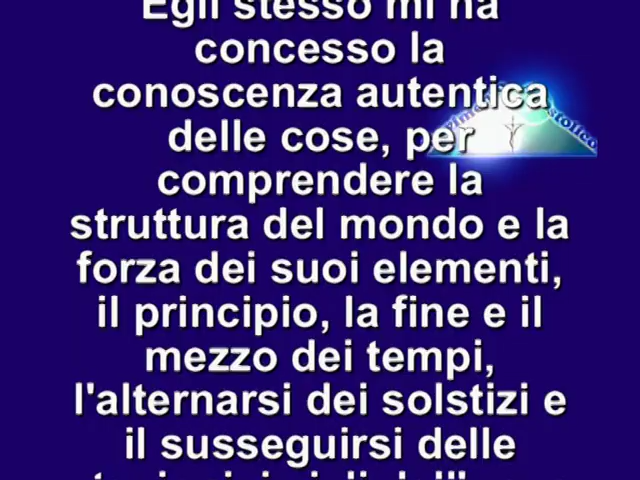 Egli stesso mi ha
concesso la
conoscenza autentica
delle cose, per
comprendere la
struttura del mondo e la
forza dei suoi elementi,
il principio, la fine e il
mezzo dei tempi,
l'alternarsi dei solstizi e
il susseguirsi delle